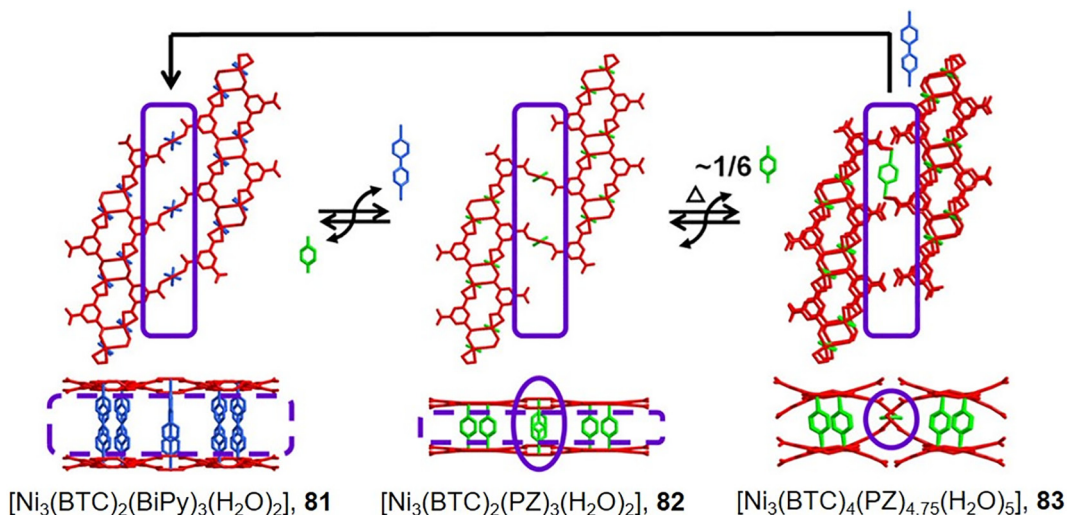 ~1/6
△
[Ni₃(BTC)₂(BiPy)₃(H₂O)₂], 81
[Ni₃(BTC)₂(PZ)₃(H₂O)₂], 82
[Ni₃(BTC)₄(PZ)₄.₇₅(H₂O)₅], 83